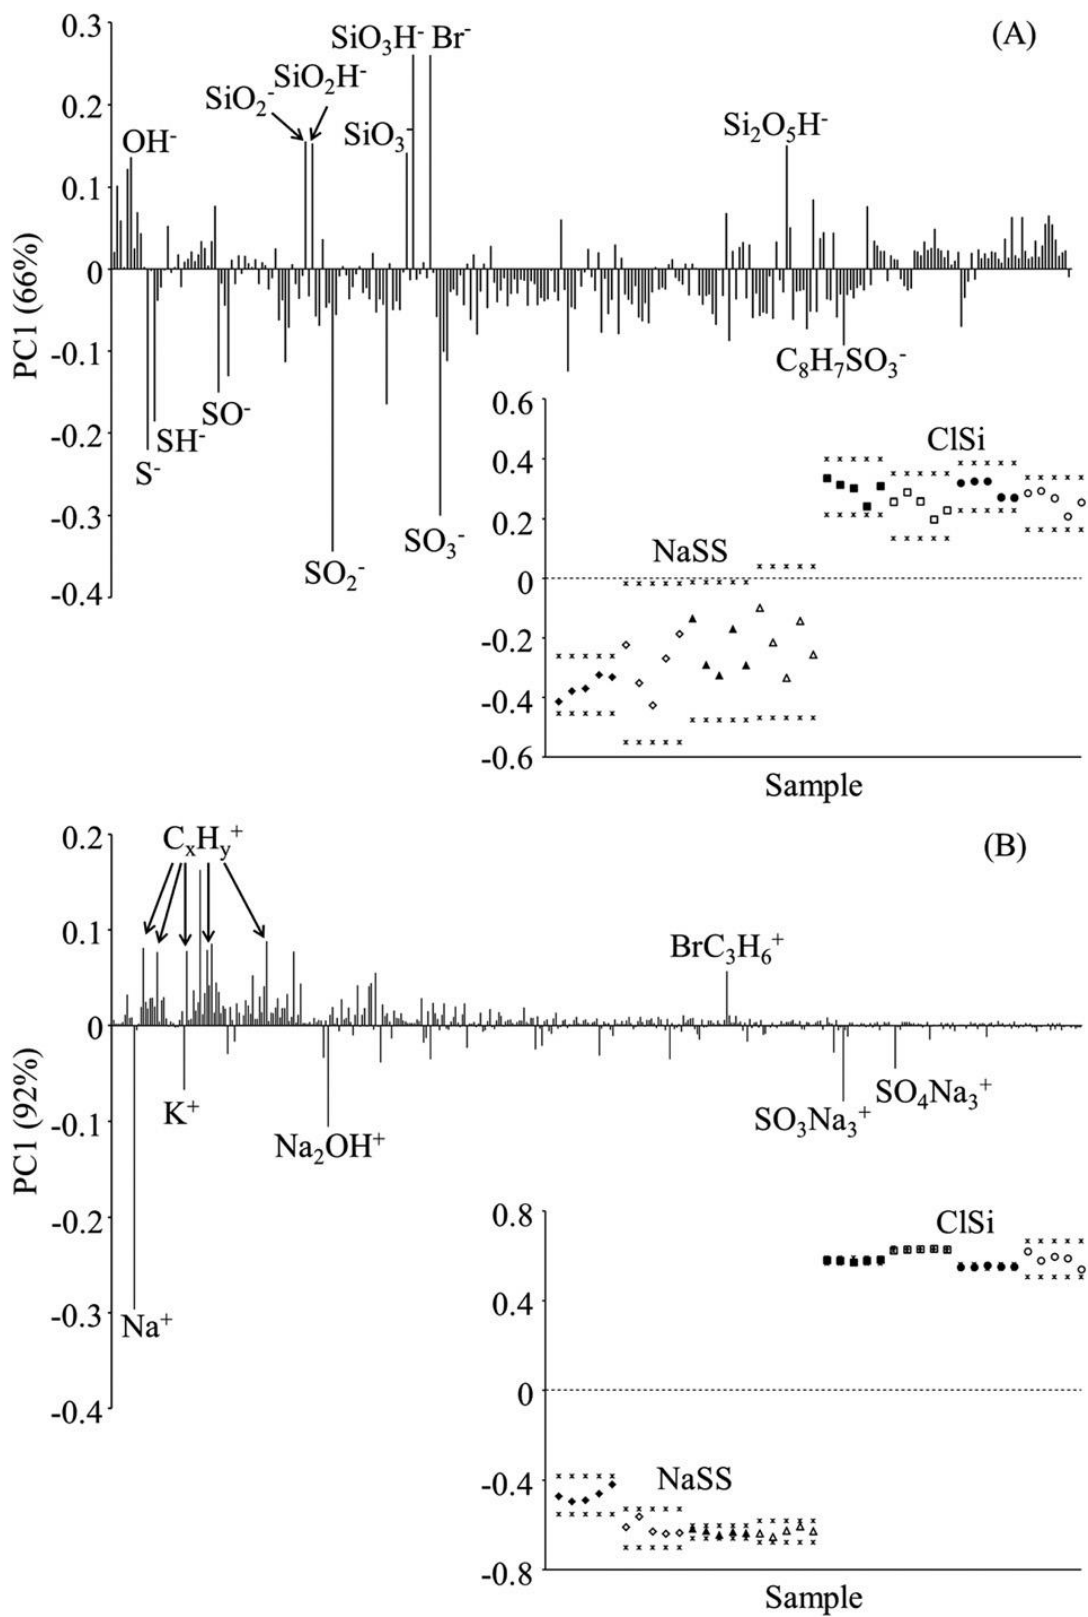 (A)
0.3
SiO₃H⁻ Br⁻
SiO₂H⁻
SiO₂⁻
0.2
SiO₃⁻
Si₂O₅H⁻
OH⁻
0.1
0
PC1 (66%)
-0.1
C₈H₇SO₃⁻
SO⁻
SH⁻
-0.2
S⁻
-0.3
SO₃⁻
SO₂⁻
-0.4
0.6
ClSi
0.4
0.2
NaSS
0
-0.2
-0.4
-0.6
Sample
(B)
0.2
CₓHᵧ⁺
0.1
BrC₃H₆⁺
0
PC1 (92%)
K⁺
SO₄Na₃⁺
SO₃Na₃⁺
-0.1
Na₂OH⁺
-0.2
-0.3
Na⁺
-0.4
0.8
ClSi
0.4
0
-0.4
NaSS
-0.8
Sample